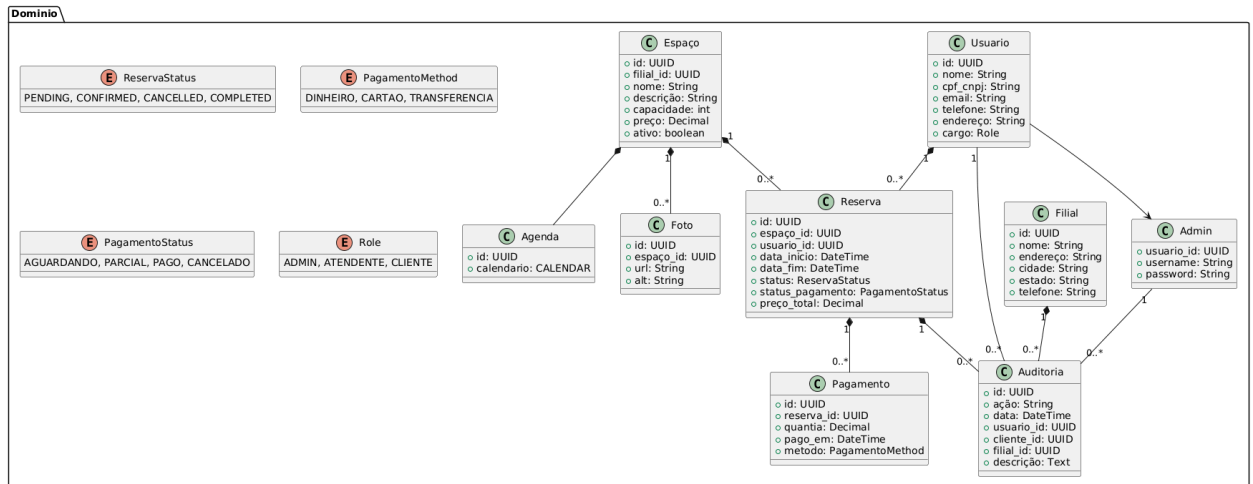 Dominio
E ReservaStatus
PENDING, CONFIRMED, CANCELLED, COMPLETED
E PagamentoMethod
DINHEIRO, CARTAO, TRANSFERENCIA
C Espaço
id: UUID
filial_id: UUID
nome: String
descrição: String
capacidade: int
preço: Decimal
ativo: boolean
C Usuario
id: UUID
nome: String
cpf_cnpj: String
email: String
telefone: String
endereço: String
cargo: Role
1
1
1
1
0..*
0..*
0..*
E PagamentoStatus
AGUARDANDO, PARCIAL, PAGO, CANCELADO
E Role
ADMIN, ATENDENTE, CLIENTE
C Agenda
id: UUID
calendario: CALENDAR
C Foto
id: UUID
espaço_id: UUID
url: String
alt: String
C Reserva
id: UUID
espaço_id: UUID
usuario_id: UUID
data_inicio: DateTime
data_fim: DateTime
status: ReservaStatus
status_pagamento: PagamentoStatus
preço_total: Decimal
C Filial
id: UUID
nome: String
endereço: String
cidade: String
estado: String
telefone: String
C Admin
usuario_id: UUID
username: String
password: String
1
1
1
1
0..*
0..*
0..*
0..*
0..*
C Pagamento
id: UUID
reserva_id: UUID
quantia: Decimal
pago_em: DateTime
metodo: PagamentoMethod
C Auditoria
id: UUID
ação: String
data: DateTime
usuario_id: UUID
cliente_id: UUID
filial_id: UUID
descrição: Text